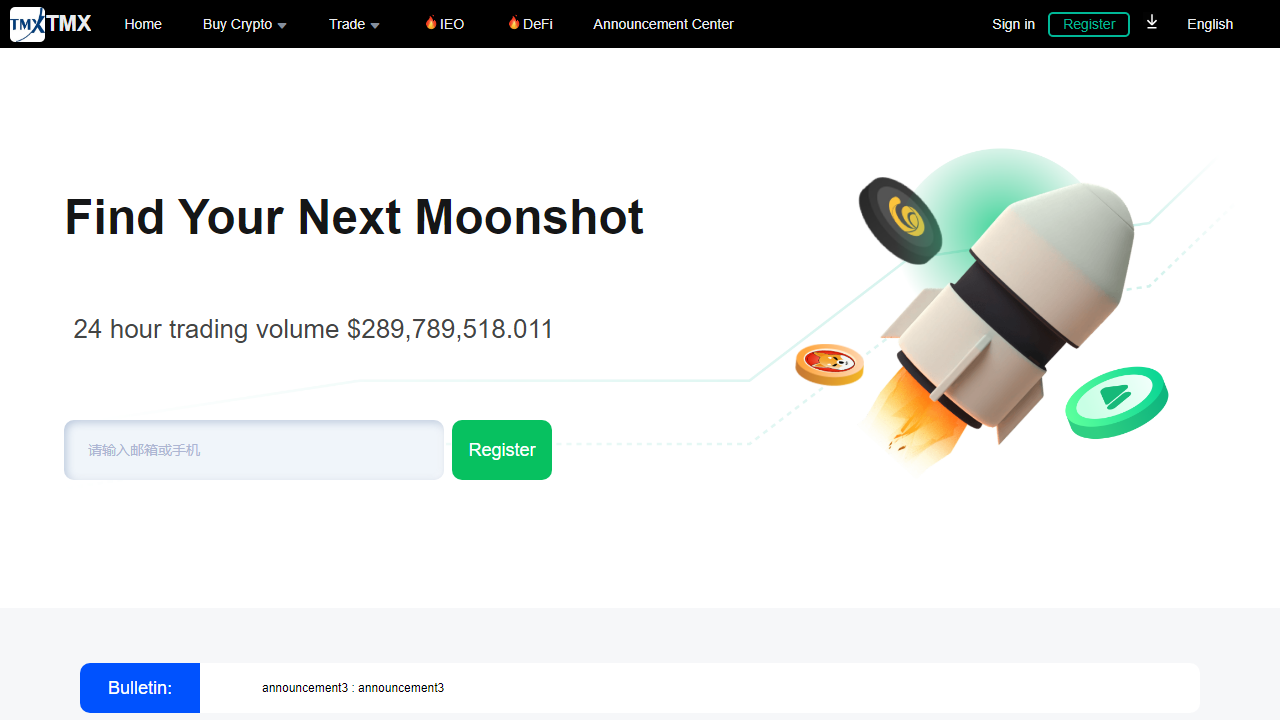 TMX TMX Home Buy Crypto Trade IEO DeFi Announcement Center Sign in Register English
Find Your Next Moonshot
24 hour trading volume $289,789,518.011
请输入邮箱或手机 Register
Bulletin: announcement3 : announcement3